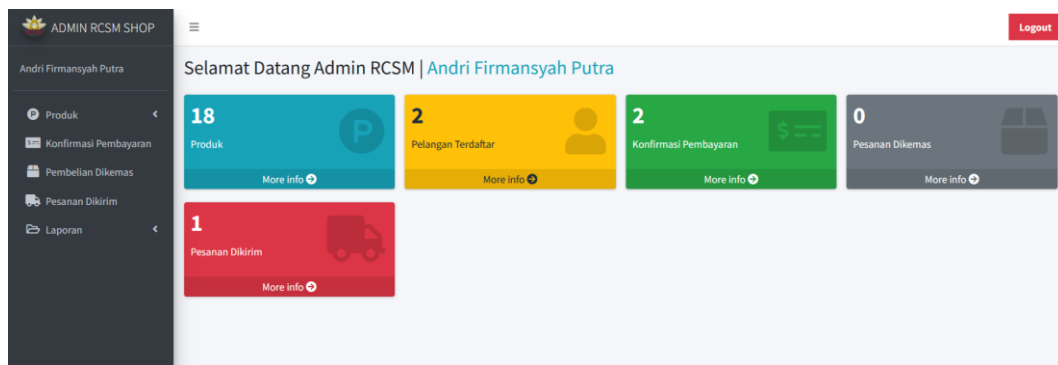 ADMIN RCSM SHOP
Logout
Andri Firmansyah Putra
Selamat Datang Admin RCSM | Andri Firmansyah Putra
Produk
Konfirmasi Pembayaran
Pembelian Dikemas
Pesanan Dikirim
Laporan
18
Produk
More info
2
Pelangan Terdaftar
More info
2
Konfirmasi Pembayaran
More info
0
Pesanan Dikemas
More info
1
Pesanan Dikirim
More info